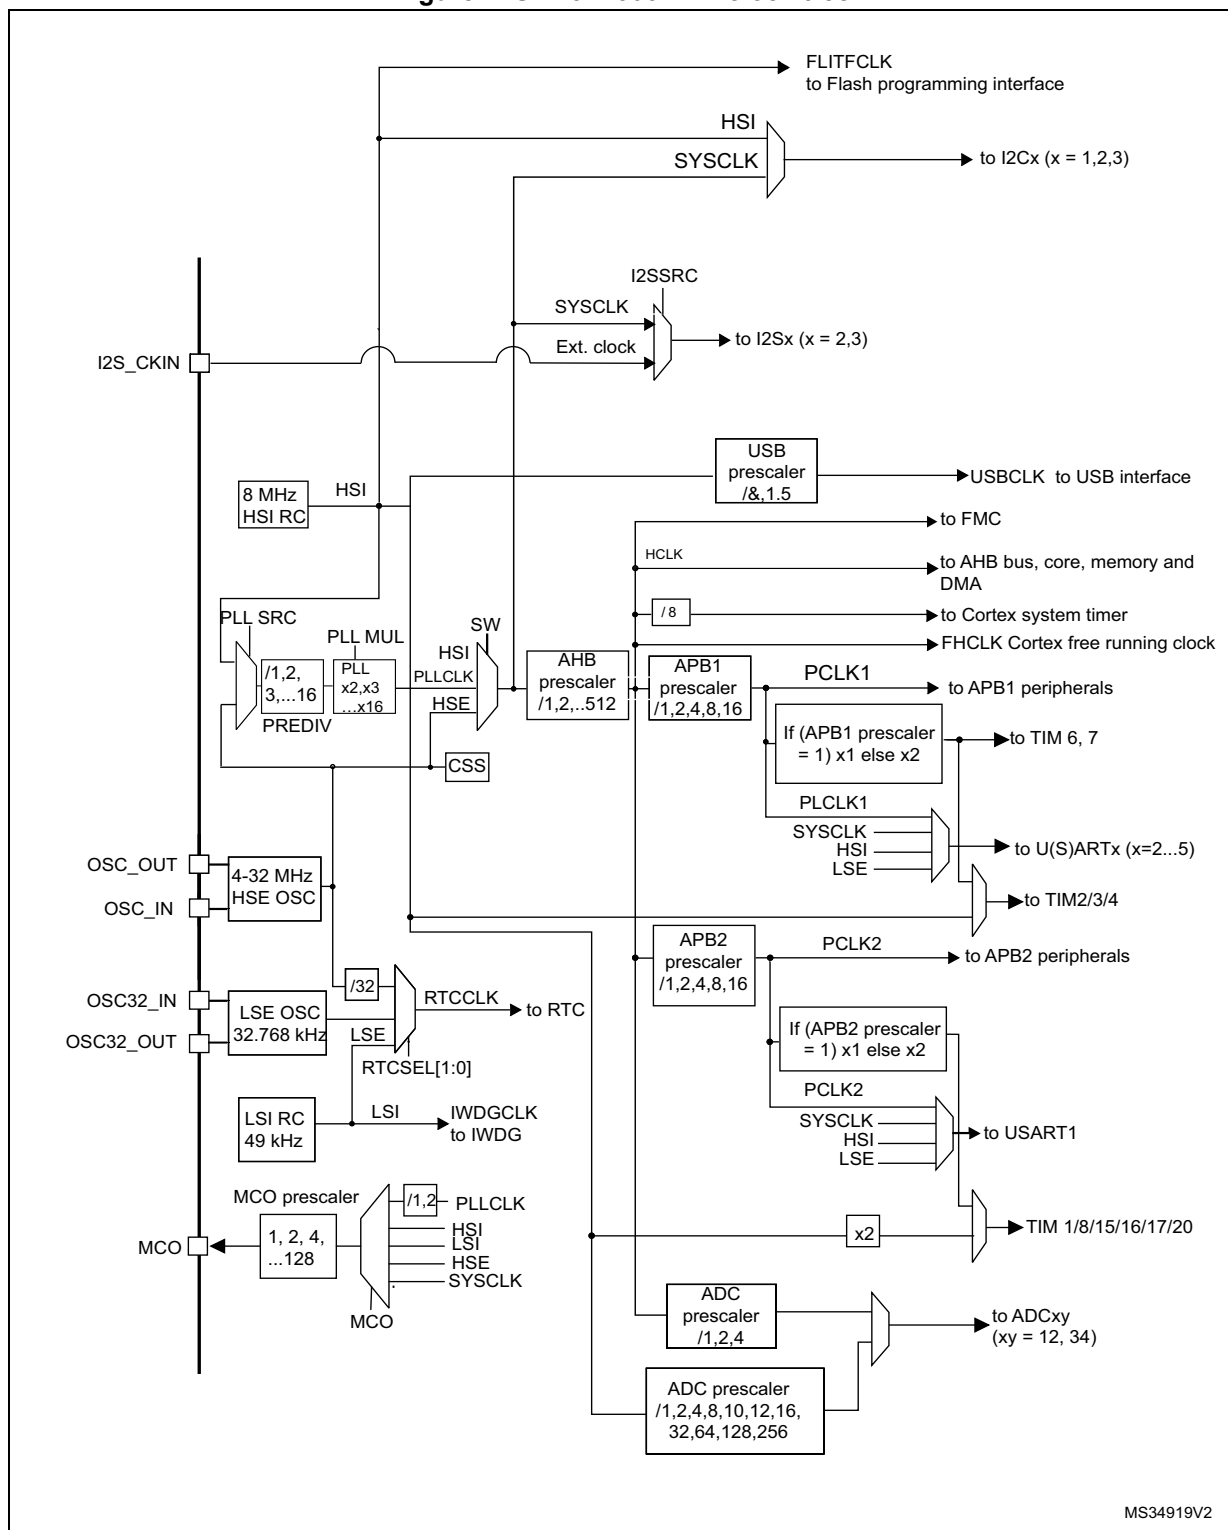 FLITFCLK
to Flash programming interface
HSI
SYSCLK
to I2Cx (x = 1,2,3)
I2SSRC
SYSCLK
to I2Sx (x = 2,3)
Ext. clock
I2S_CKIN
USB
prescaler
/&,1.5
USBCLK to USB interface
8 MHz
HSI RC
HSI
to FMC
HCLK
to AHB bus, core, memory and
DMA
/ 8
to Cortex system timer
FHCLK Cortex free running clock
PLL SRC
PLL MUL
SW
HSI
PLLCLK
HSE
/1,2,
3,...16
PREDIV
PLL
x2,x3
...x16
AHB
prescaler
/1,2,..512
APB1
prescaler
/1,2,4,8,16
PCLK1
to APB1 peripherals
If (APB1 prescaler
= 1) x1 else x2
to TIM 6, 7
CSS
PLCLK1
SYSCLK
HSI
LSE
to U(S)ARTx (x=2...5)
OSC_OUT
OSC_IN
4-32 MHz
HSE OSC
to TIM2/3/4
APB2
prescaler
/1,2,4,8,16
PCLK2
to APB2 peripherals
OSC32_IN
OSC32_OUT
LSE OSC
32.768 kHz
/32
RTCCLK
to RTC
LSE
RTCSEL[1:0]
If (APB2 prescaler
= 1) x1 else x2
PCLK2
SYSCLK
HSI
LSE
to USART1
LSI RC
49 kHz
LSI
IWDGCLK
to IWDG
MCO prescaler
/1,2
PLLCLK
HSI
LSI
HSE
SYSCLK
MCO
1, 2, 4,
...128
MCO
x2
TIM 1/8/15/16/17/20
ADC
prescaler
/1,2,4
to ADCxy
(xy = 12, 34)
ADC prescaler
/1,2,4,8,10,12,16,
32,64,128,256
MS34919V2